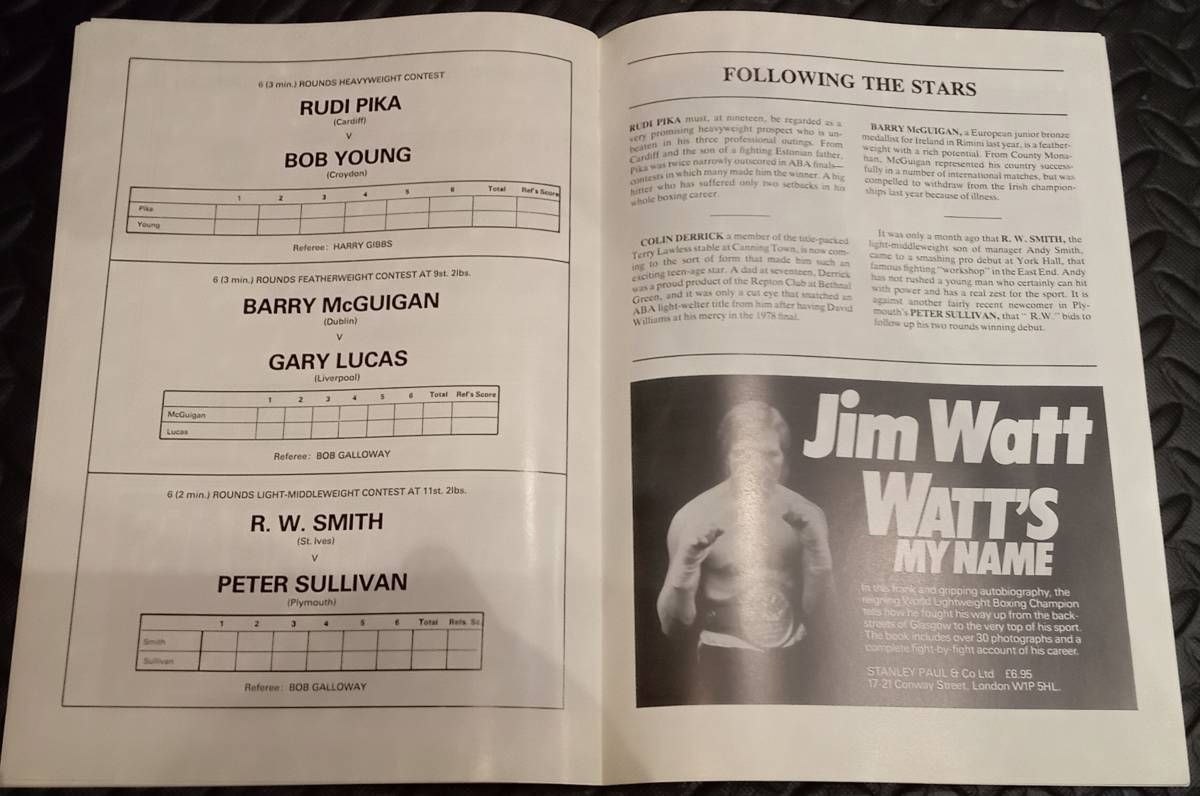 6 (3 min.) ROUNDS HEAVYWEIGHT CONTEST
RUDI PIKA
(Cardiff)
V
BOB YOUNG
(Croydon)
1 2 3 4 5 6 Total Ref's Score
Pika
Young
Referee: HARRY GIBBS
6 (3 min.) ROUNDS FEATHERWEIGHT CONTEST AT 9st. 2lbs.
BARRY McGUIGAN
(Dublin)
V
GARY LUCAS
(Liverpool)
1 2 3 4 5 6 Total Ref's Score
McGuigan
Lucas
Referee: BOB GALLOWAY
6 (2 min.) ROUNDS LIGHT-MIDDLEWEIGHT CONTEST AT 11st. 2lbs.
R. W. SMITH
(St. Ives)
V
PETER SULLIVAN
(Plymouth)
1 2 3 4 5 6 Total Refs. Sc.
Smith
Sullivan
Referee: BOB GALLOWAY
FOLLOWING THE STARS
RUDI PIKA must, at nineteen, be regarded as a
very promising heavyweight prospect who is un-
beaten in his three professional outings. From
Cardiff and the son of a fighting Estonian father,
Pika was twice narrowly outscored in ABA finals—
contests in which many made him the winner. A big
hitter who has suffered only two setbacks in his
whole boxing career.
COLIN DERRICK a member of the title-packed
Terry Lawless stable at Canning Town, is now com-
ing to the sort of form that made him such an
exciting teen-age star. A dad at seventeen, Derrick
was a proud product of the Repton Club at Bethnal
Green, and it was only a cut eye that snatched an
ABA light-welter title from him after having David
Williams at his mercy in the 1978 final.
BARRY McGUIGAN, a European junior bronze
medallist for Ireland in Rimini last year, is a feather-
weight with a rich potential. From County Mona-
han, McGuigan represented his country success-
fully in a number of international matches, but was
compelled to withdraw from the Irish champion-
ships last year because of illness.
It was only a month ago that R. W. SMITH, the
light-middleweight son of manager Andy Smith,
came to a smashing pro debut at York Hall, that
famous fighting "workshop" in the East End. Andy
has not rushed a young man who certainly can hit
with power and has a real zest for the sport. It is
against another fairly recent newcomer in Ply-
mouth's PETER SULLIVAN, that " R.W." bids to
follow up his two rounds winning debut.
Jim Watt
WATT'S
MY NAME
In this frank and gripping autobiography, the
reigning World Lightweight Boxing Champion
tells how he fought his way up from the back-
streets of Glasgow to the very top of his sport.
The book includes over 30 photographs and a
complete fight-by-fight account of his career.
STANLEY PAUL & Co Ltd £6.95
17-21 Conway Street, London W1P 5HL.